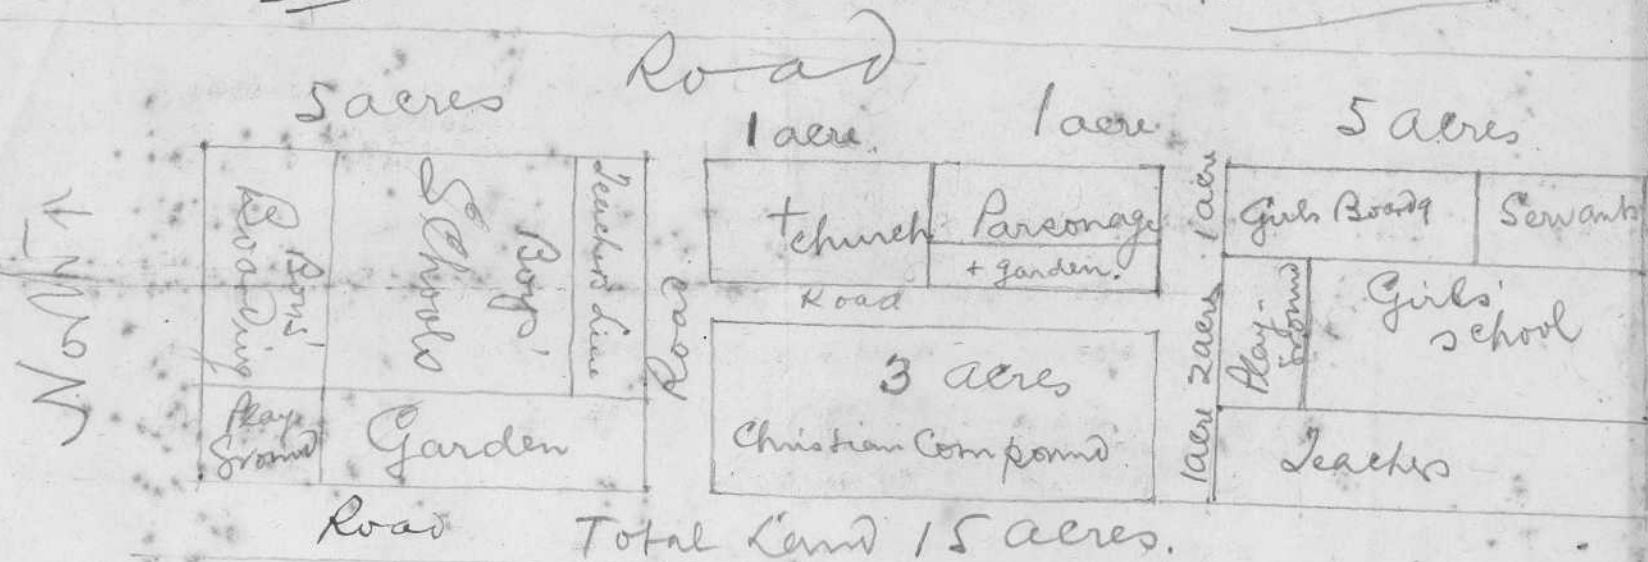 Road
5 acres
1 acre.
1 acre.
5 acres.
North
Boys'
Boarding
Boys'
Schools
Teachers Line
Play
Ground
Garden
Road
+ church
Parsonage
+ garden.
Road
3 acres
Christian Compound.
1 acre
2 acres
1 acre
Girls Boardg
Servants
Play-
ground
Girls'
school
Teachers
Road
Total Land 15 acres.